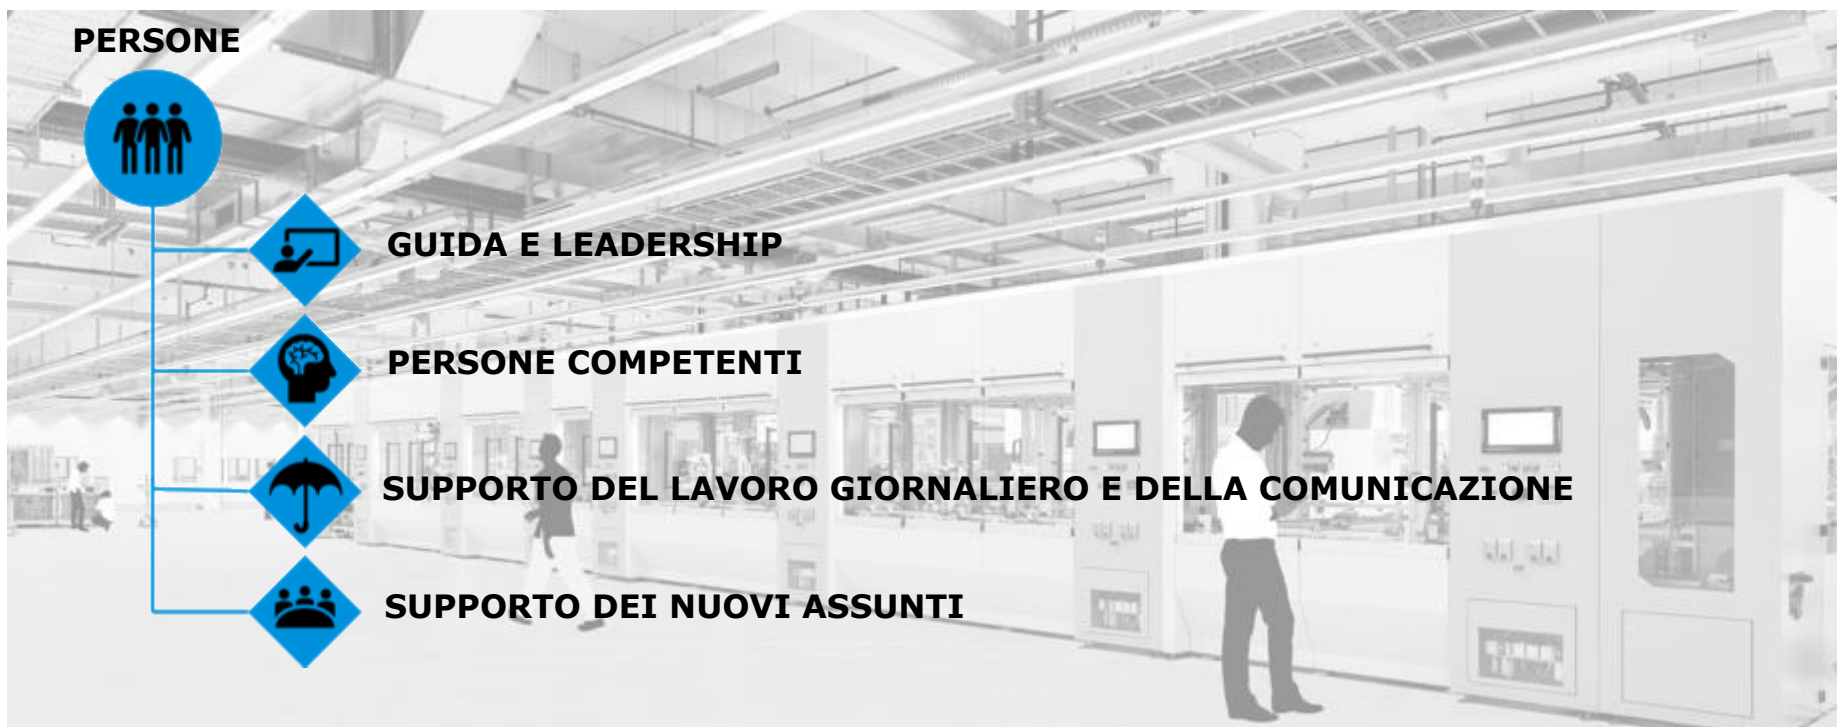 PERSONE
GUIDA E LEADERSHIP
PERSONE COMPETENTI
SUPPORTO DEL LAVORO GIORNALIERO E DELLA COMUNICAZIONE
SUPPORTO DEI NUOVI ASSUNTI